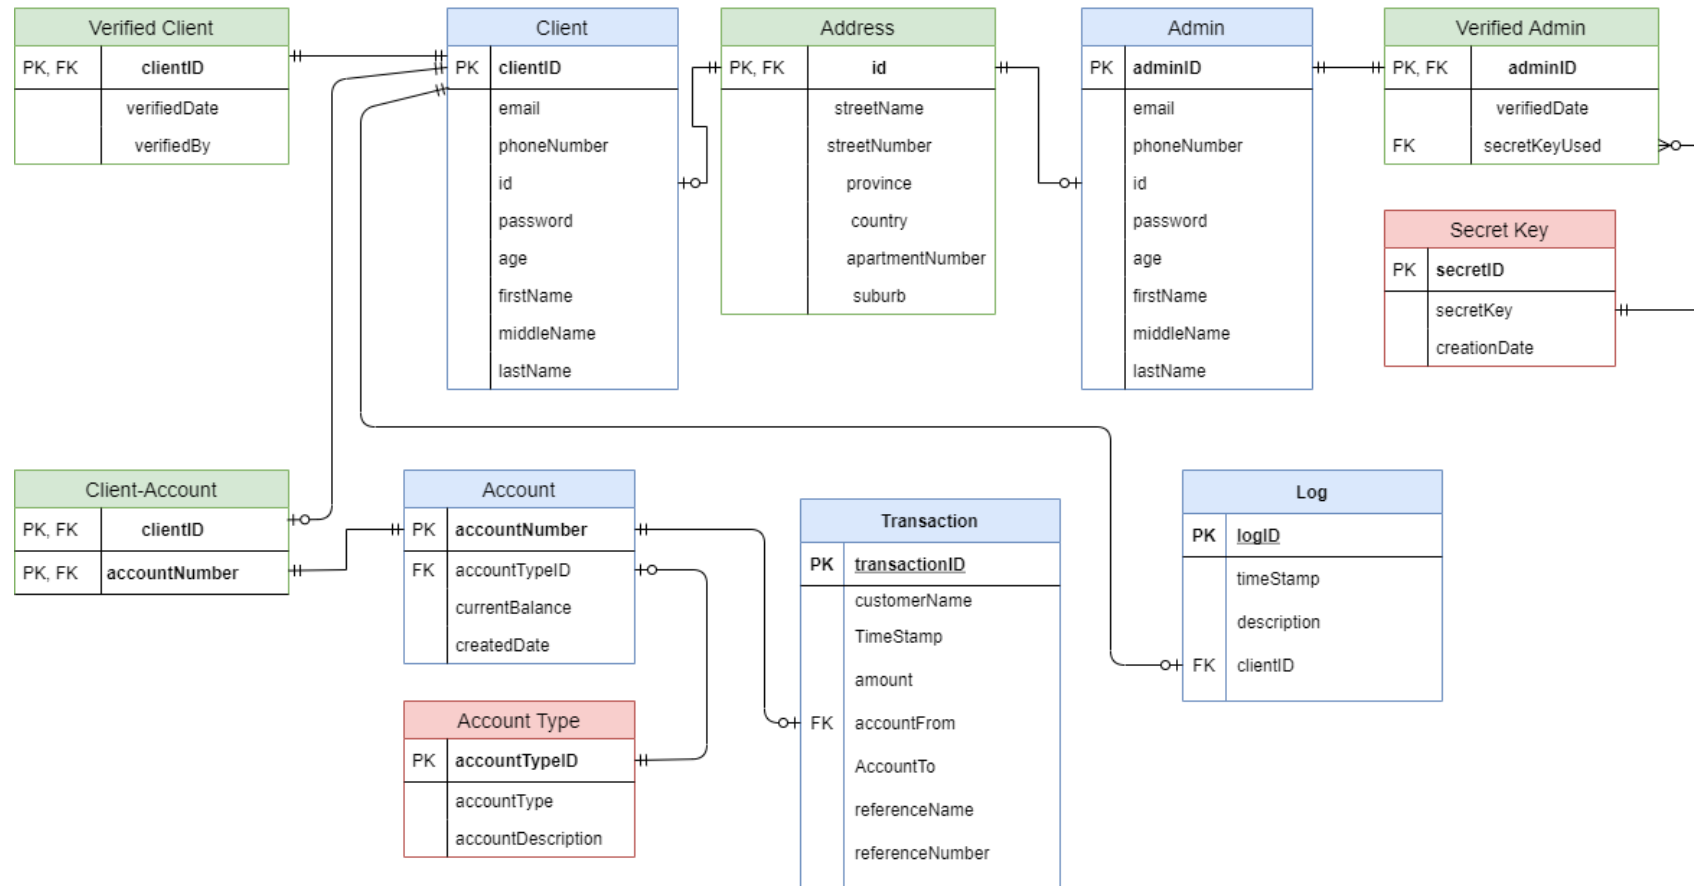 Verified Client
PK, FK clientID
verifiedDate
verifiedBy
Client
PK clientID
email
phoneNumber
id
password
age
firstName
middleName
lastName
Address
PK, FK id
streetName
streetNumber
province
country
apartmentNumber
suburb
Admin
PK adminID
email
phoneNumber
id
password
age
firstName
middleName
lastName
Verified Admin
PK, FK adminID
verifiedDate
FK secretKeyUsed
Secret Key
PK secretID
secretKey
creationDate
Client-Account
PK, FK clientID
PK, FK accountNumber
Account
PK accountNumber
FK accountTypeID
currentBalance
createdDate
Account Type
PK accountTypeID
accountType
accountDescription
Transaction
PK transactionID
customerName
TimeStamp
amount
FK accountFrom
AccountTo
referenceName
referenceNumber
Log
PK logID
timeStamp
description
FK clientID